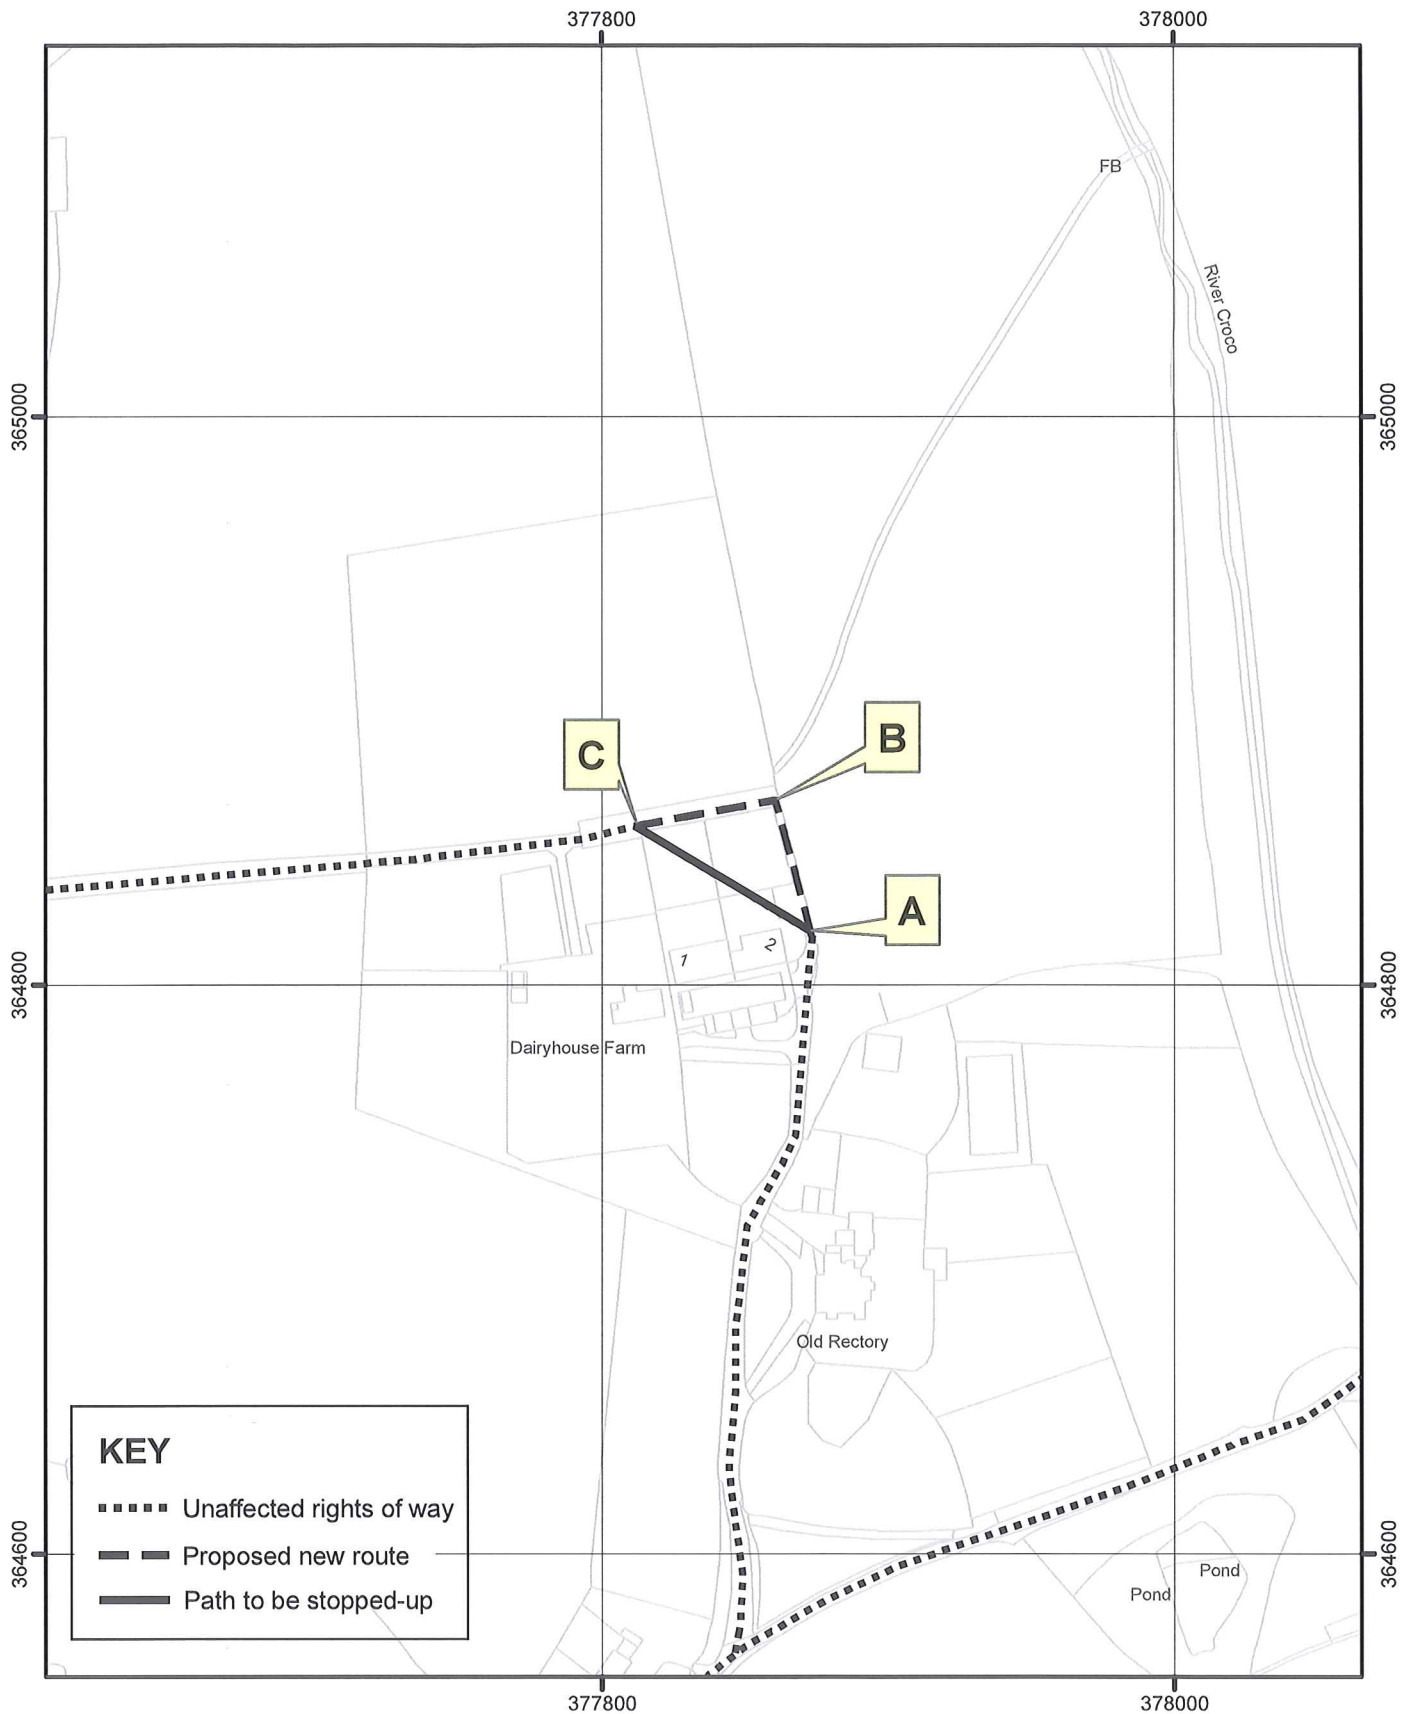 377800
378000
FB
River Croco
365000
365000
B
C
A
2
1
364800
364800
Dairyhouse Farm
Old Rectory
KEY
Unaffected rights of way
Proposed new route
Path to be stopped-up
364600
364600
Pond
Pond
377800
378000